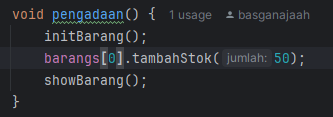 void pengadaan() { 1 usage basganajaah
initBarang();
barangs[0].tambahStok( jumlah: 50);
showBarang();
}